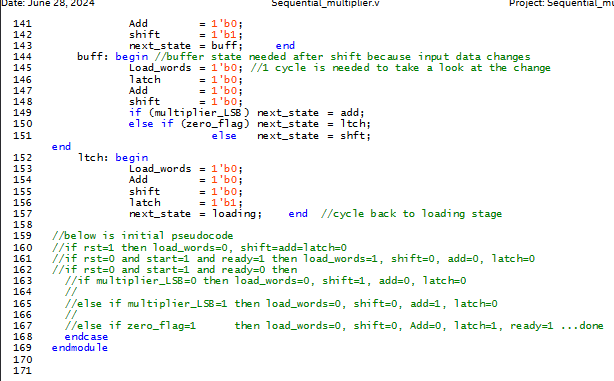 Date: June 28, 2024 Sequential_multiplier.v Project: Sequential_mu
141 Add = 1'b0;
142 shift = 1'b1;
143 next_state = buff; end
144 buff: begin //buffer state needed after shift because input data changes
145 Load_words = 1'b0; //1 cycle is needed to take a look at the change
146 latch = 1'b0;
147 Add = 1'b0;
148 shift = 1'b0;
149 if (multiplier_LSB) next_state = add;
150 else if (zero_flag) next_state = ltch;
151 else next_state = shft;
end
152 ltch: begin
153 Load_words = 1'b0;
154 Add = 1'b0;
155 shift = 1'b0;
156 latch = 1'b1;
157 next_state = loading; end //cycle back to loading stage
158
159 //below is initial pseudocode
160 //if rst=1 then load_words=0, shift=add=latch=0
161 //if rst=0 and start=1 and ready=1 then load_words=1, shift=0, add=0, latch=0
162 //if rst=0 and start=1 and ready=0 then
163 //if multiplier_LSB=0 then load_words=0, shift=1, add=0, latch=0
164 //
165 //else if multiplier_LSB=1 then load_words=0, shift=0, add=1, latch=0
166 //
167 //else if zero_flag=1 then load_words=0, shift=0, Add=0, latch=1, ready=1 ...done
168 endcase
169 endmodule
170
171